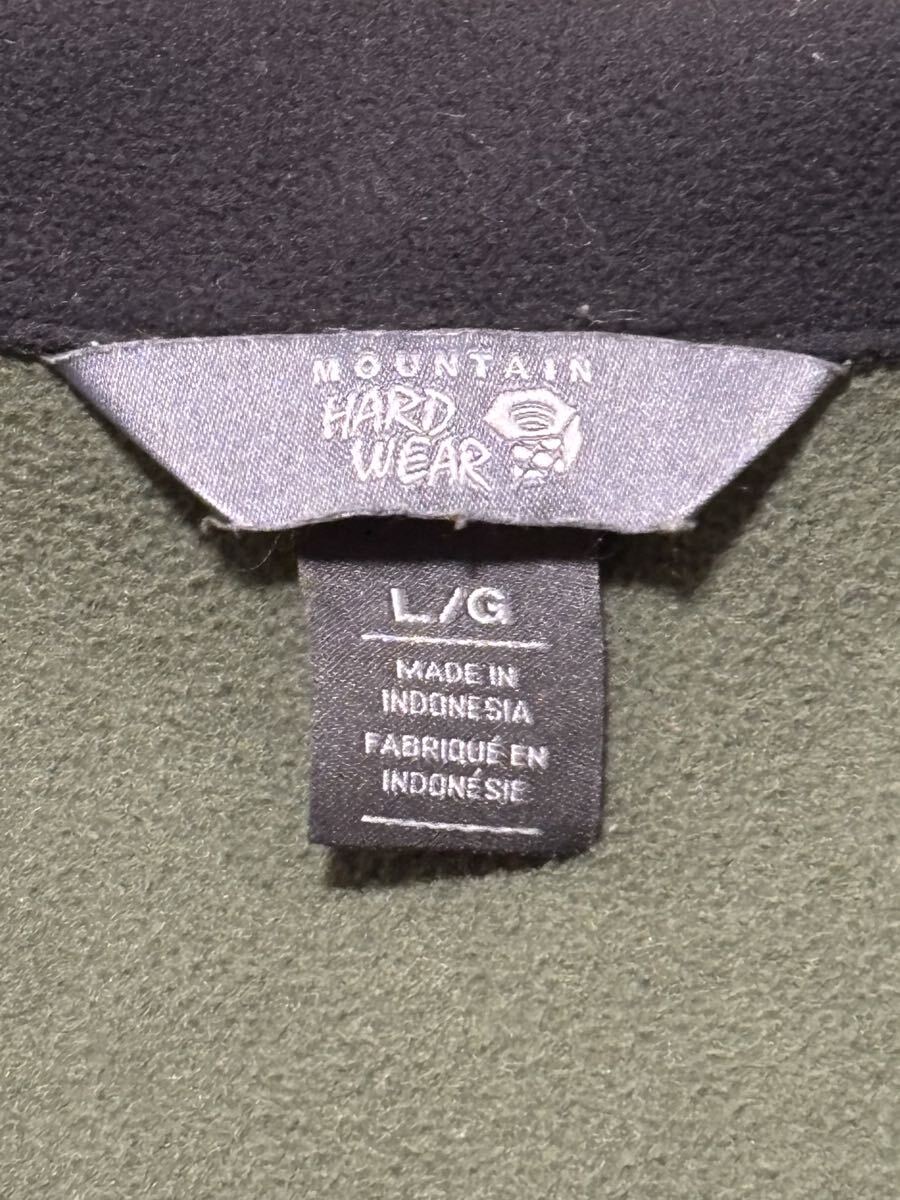 MOUNTAIN
HARD
WEAR
L/G
MADE IN
INDONESIA
FABRIQUÉ EN
INDONÉSIE